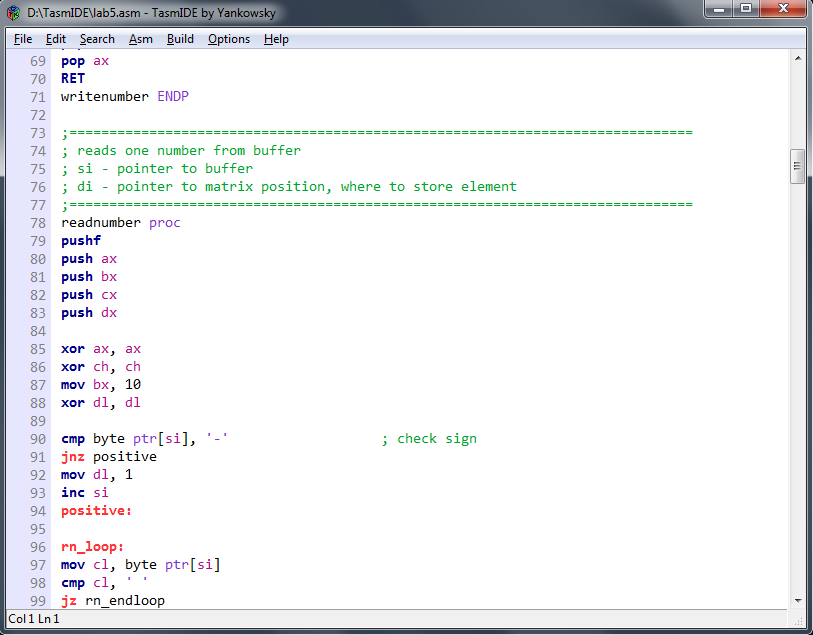 D:\TasmIDE\lab5.asm - TasmIDE by Yankowsky
File Edit Search Asm Build Options Help
69 pop ax
70 RET
71 writenumber ENDP
72
73 ;==============================================================================
74 ; reads one number from buffer
75 ; si - pointer to buffer
76 ; di - pointer to matrix position, where to store element
77 ;==============================================================================
78 readnumber proc
79 pushf
80 push ax
81 push bx
82 push cx
83 push dx
84
85 xor ax, ax
86 xor ch, ch
87 mov bx, 10
88 xor dl, dl
89
90 cmp byte ptr[si], '-' ; check sign
91 jnz positive
92 mov dl, 1
93 inc si
94 positive:
95
96 rn_loop:
97 mov cl, byte ptr[si]
98 cmp cl, ' '
99 jz rn_endloop
Col1 Ln1